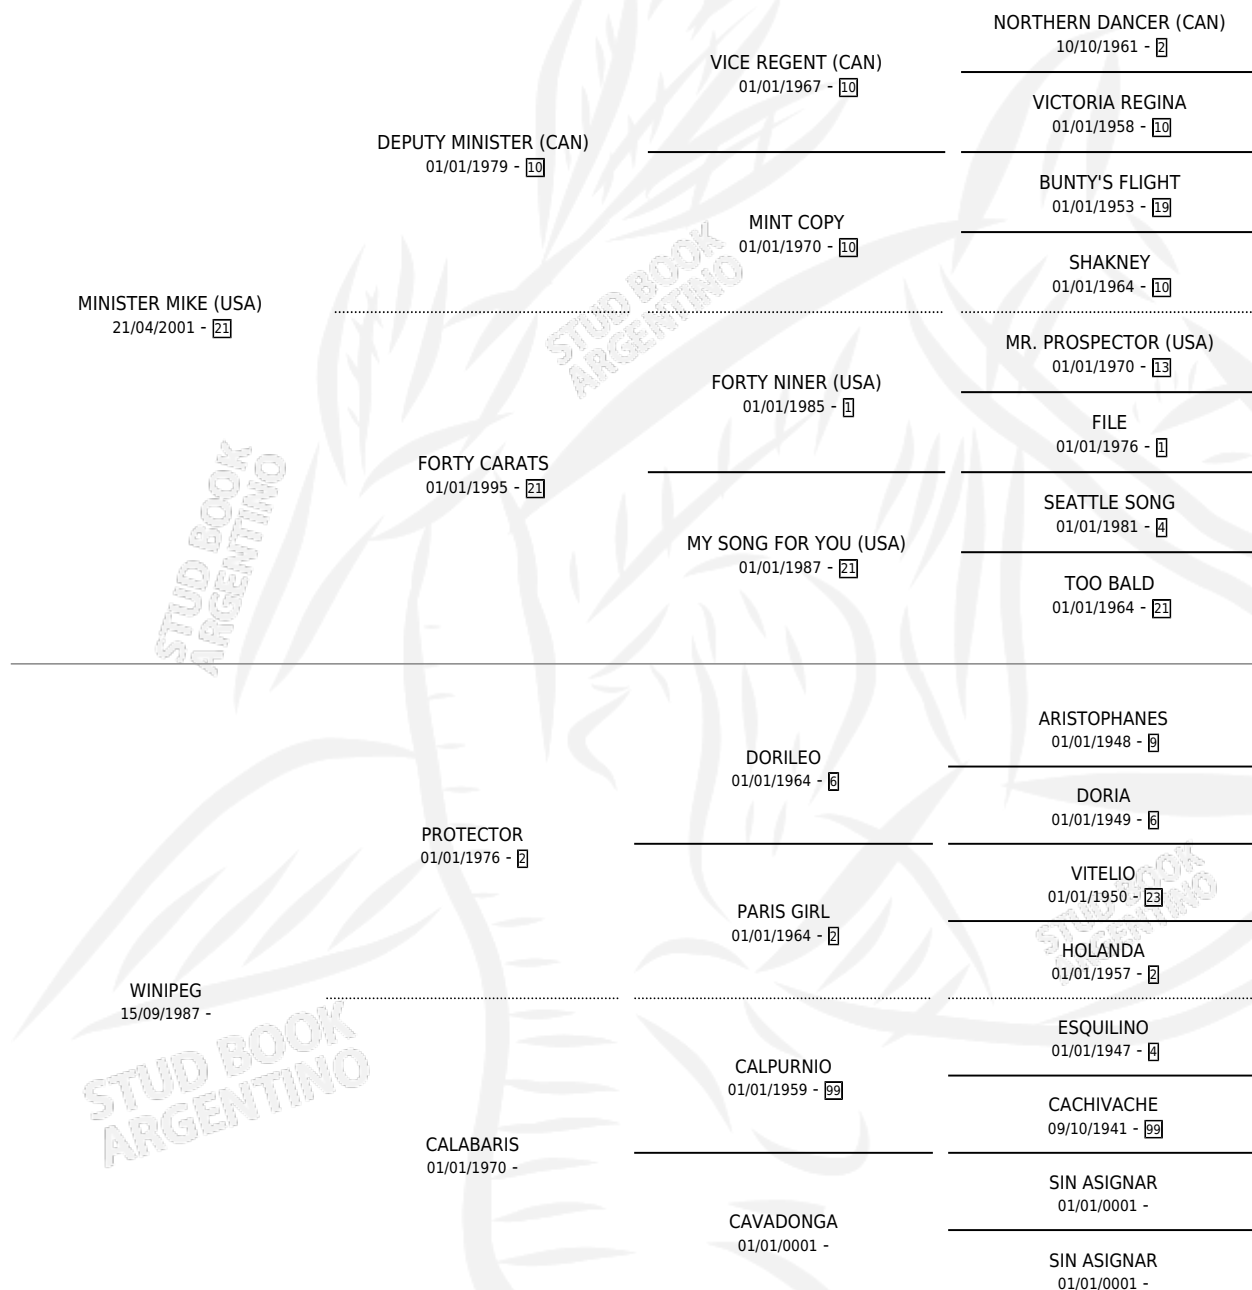 NORTHERN DANCER (CAN)
10/10/1961 - 2
VICE REGENT (CAN)
01/01/1967 - 10
VICTORIA REGINA
01/01/1958 - 10
DEPUTY MINISTER (CAN)
01/01/1979 - 10
BUNTY'S FLIGHT
01/01/1953 - 19
MINT COPY
01/01/1970 - 10
SHAKNEY
01/01/1964 - 10
MINISTER MIKE (USA)
21/04/2001 - 21
MR. PROSPECTOR (USA)
01/01/1970 - 13
FORTY NINER (USA)
01/01/1985 - 1
FILE
01/01/1976 - 1
FORTY CARATS
01/01/1995 - 21
SEATTLE SONG
01/01/1981 - 4
MY SONG FOR YOU (USA)
01/01/1987 - 21
TOO BALD
01/01/1964 - 21
STUD BOOK
ARGENTINO
STUD BOOK
ARGENTINO
ARISTOPHANES
01/01/1948 - 9
DORILEO
01/01/1964 - 6
DORIA
01/01/1949 - 6
PROTECTOR
01/01/1976 - 2
VITELIO
01/01/1950 - 23
PARIS GIRL
01/01/1964 - 2
HOLANDA
01/01/1957 - 2
WINIPEG
15/09/1987 -
ESQUILINO
01/01/1947 - 4
CALPURNIO
01/01/1959 - 99
CACHIVACHE
09/10/1941 - 99
CALABARIS
01/01/1970 -
SIN ASIGNAR
01/01/0001 -
CAVADONGA
01/01/0001 -
SIN ASIGNAR
01/01/0001 -
STUD BOOK
ARGENTINO
STUD BOOK
ARGENTINO